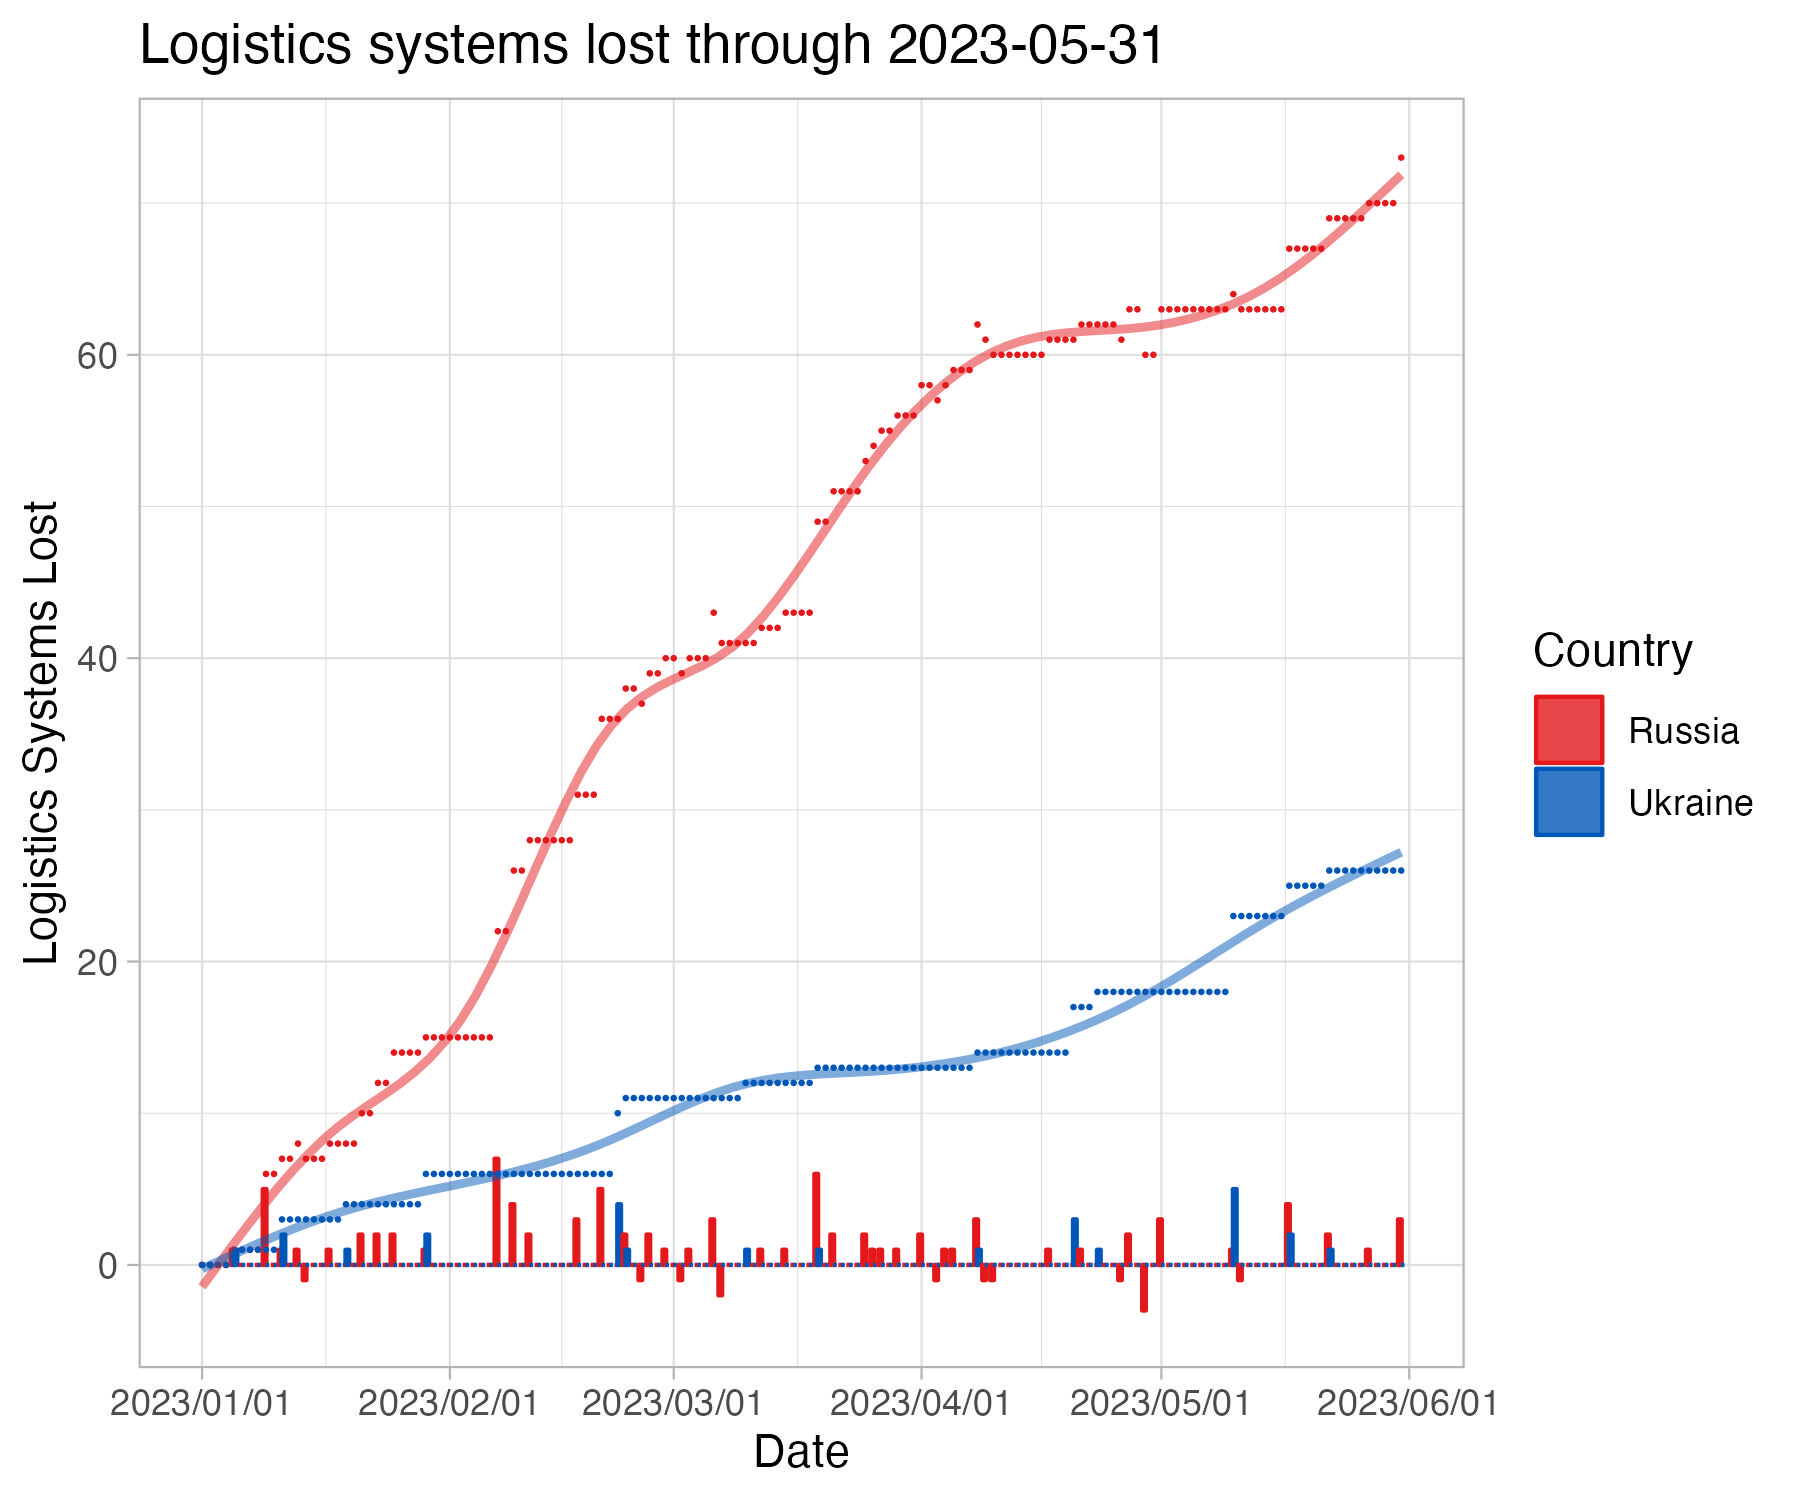 Logistics systems lost through 2023-05-31
Logistics Systems Lost
60
40
20
0
2023/01/01 2023/02/01 2023/03/01 2023/04/01 2023/05/01 2023/06/01
Date
Country
Russia
Ukraine